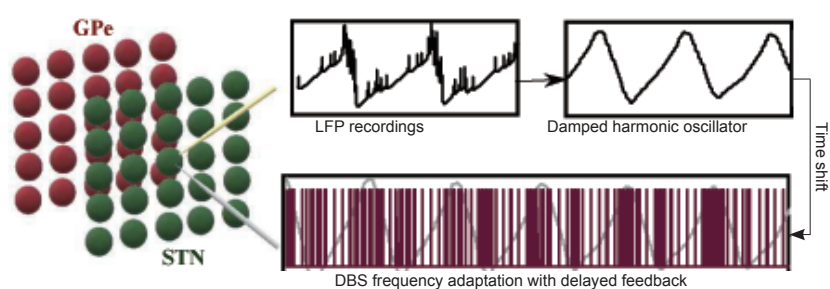 GPe
STN
LFP recordings
Damped harmonic oscillator
Time shift
DBS frequency adaptation with delayed feedback